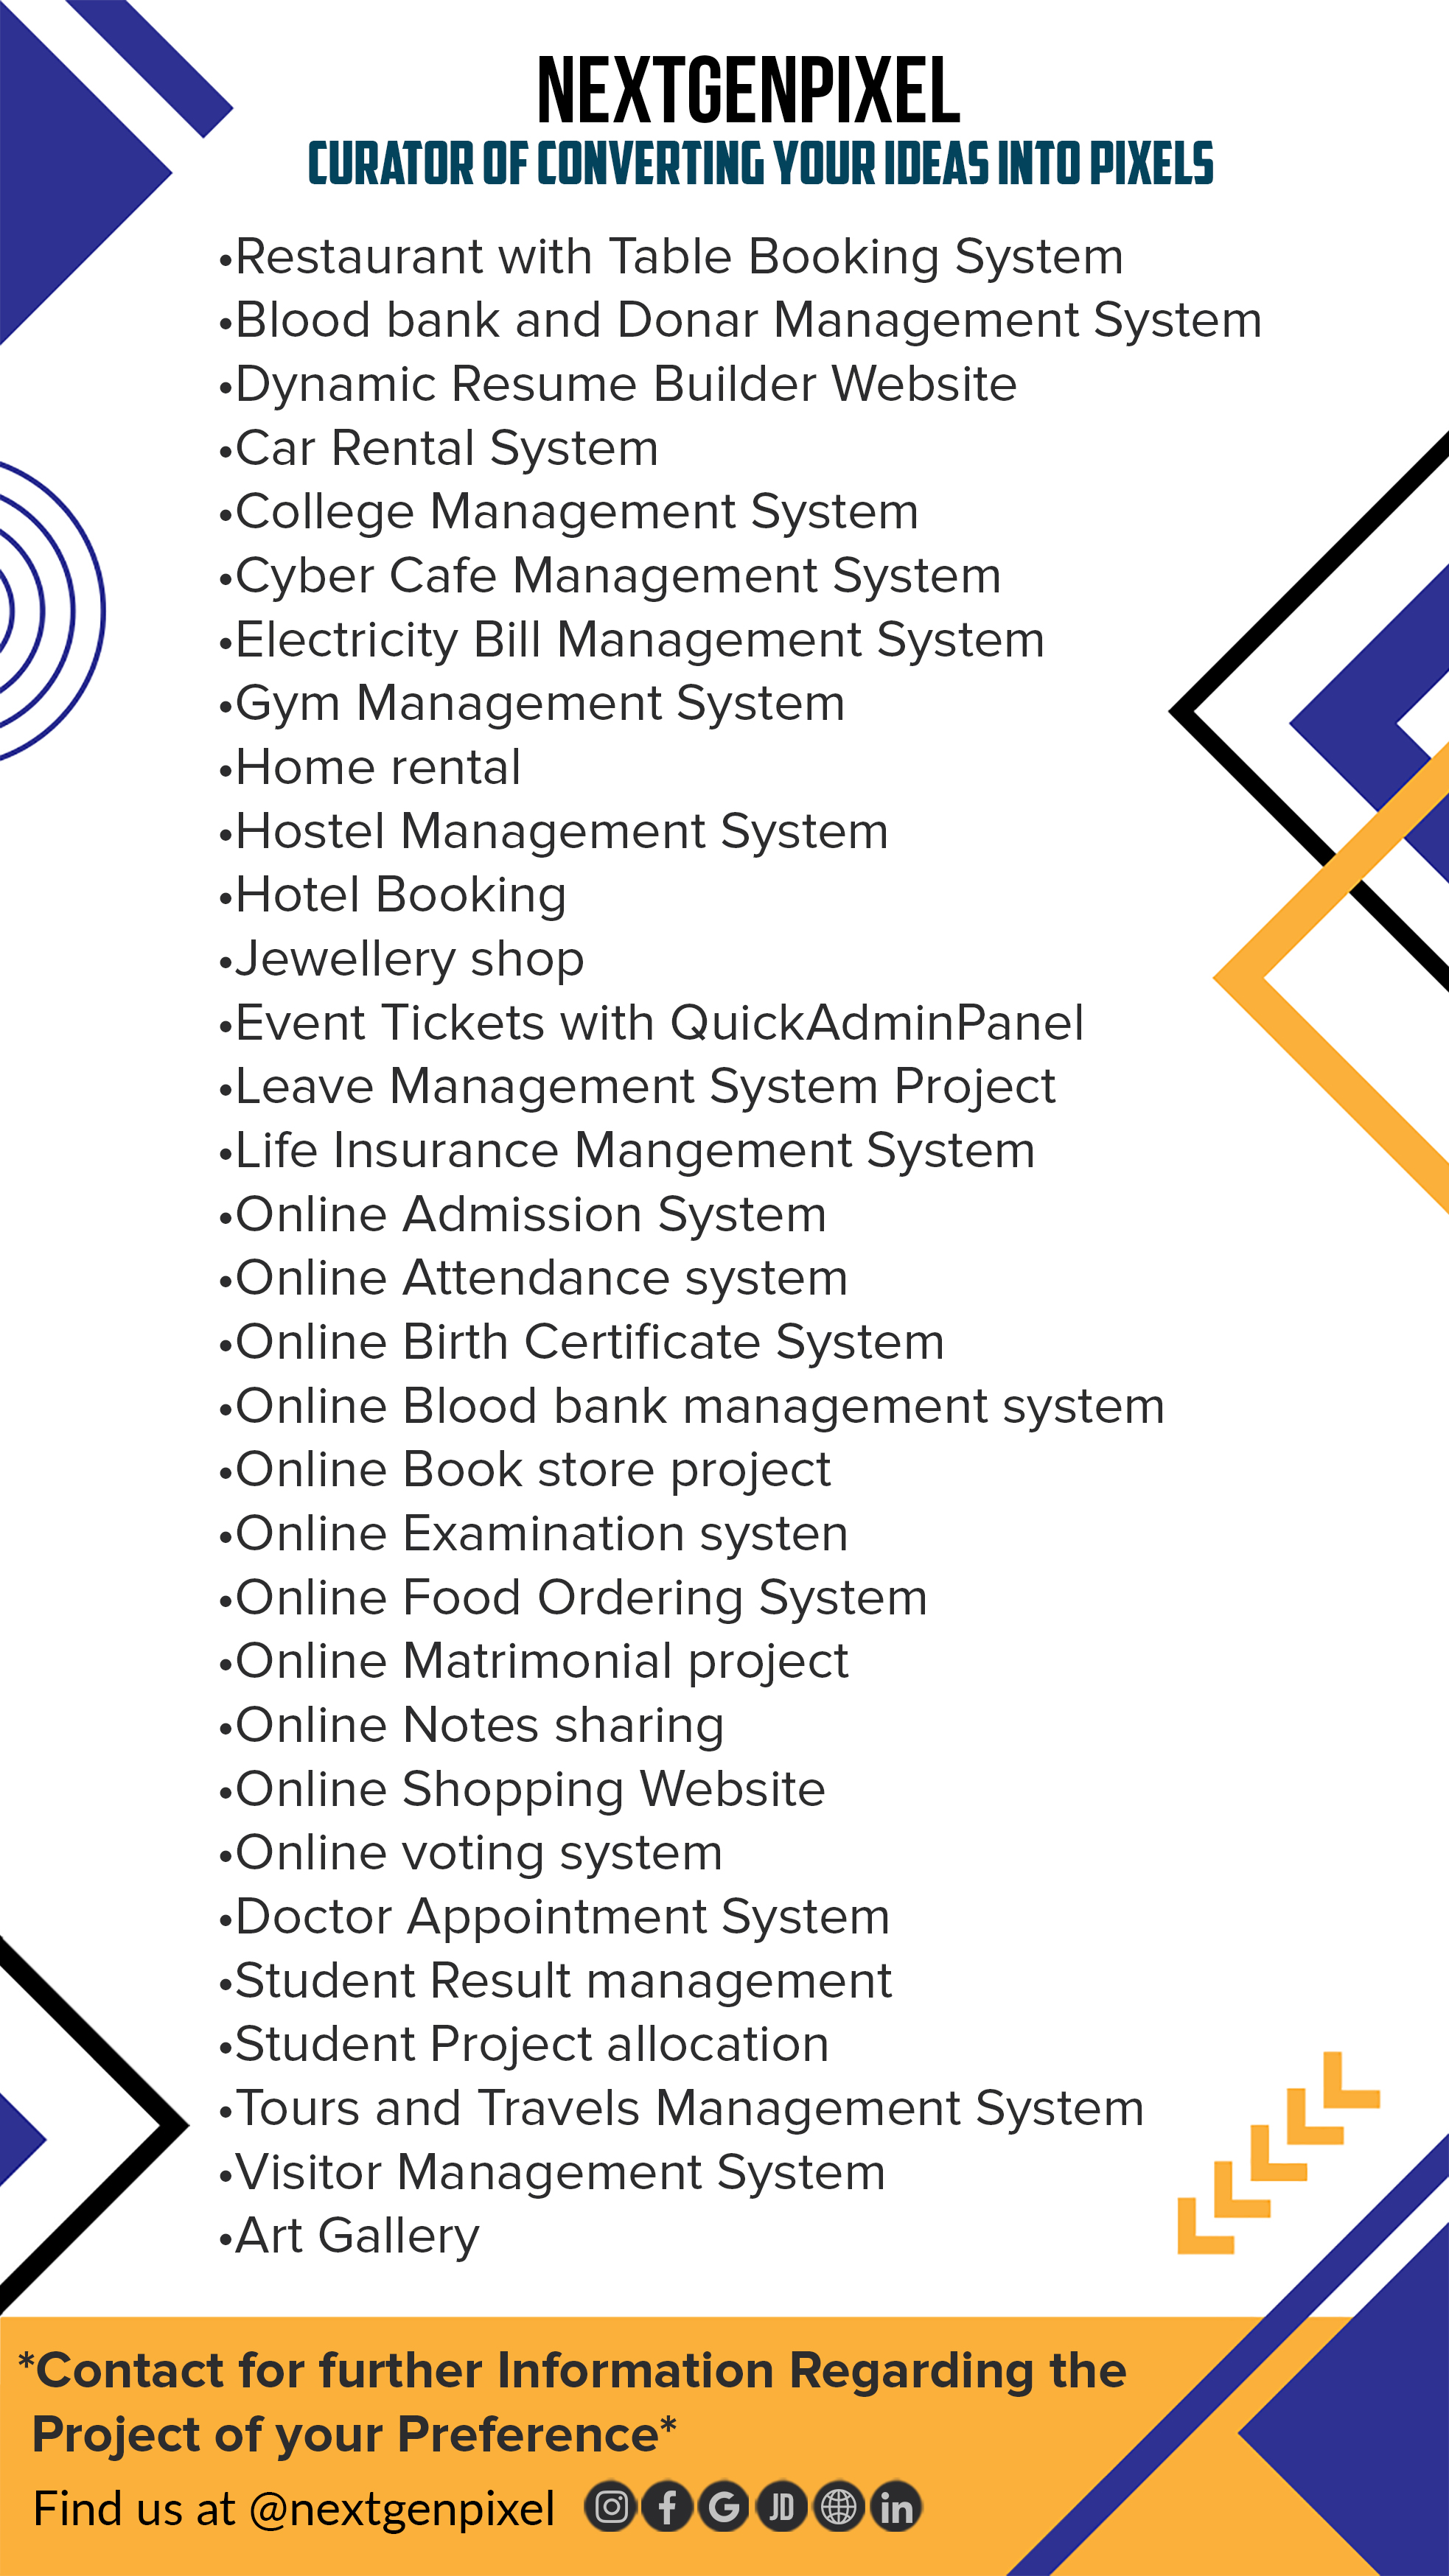 NEXTGENPIXEL
CURATOR OF CONVERTING YOUR IDEAS INTO PIXELS
•Restaurant with Table Booking System
•Blood bank and Donar Management System
•Dynamic Resume Builder Website
•Car Rental System
•College Management System
•Cyber Cafe Management System
•Electricity Bill Management System
•Gym Management System
•Home rental
•Hostel Management System
•Hotel Booking
•Jewellery shop
•Event Tickets with QuickAdminPanel
•Leave Management System Project
•Life Insurance Mangement System
•Online Admission System
•Online Attendance system
•Online Birth Certificate System
•Online Blood bank management system
•Online Book store project
•Online Examination systen
•Online Food Ordering System
•Online Matrimonial project
•Online Notes sharing
•Online Shopping Website
•Online voting system
•Doctor Appointment System
•Student Result management
•Student Project allocation
•Tours and Travels Management System
•Visitor Management System
•Art Gallery
*Contact for further Information Regarding the
Project of your Preference*
Find us at @nextgenpixel f G JD in